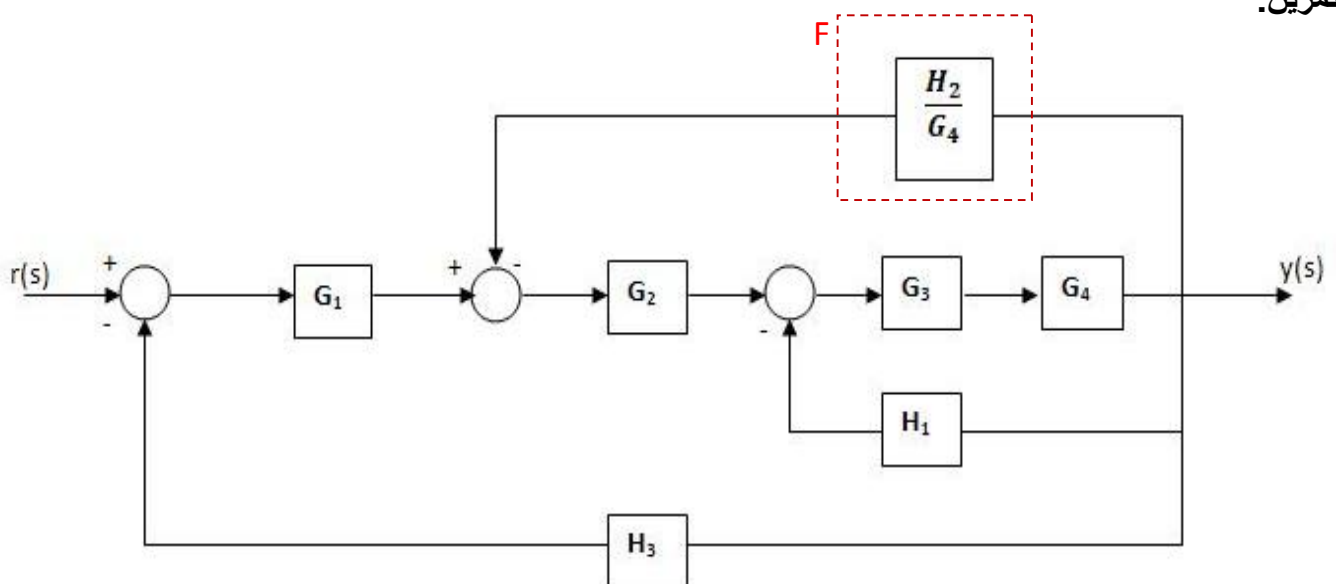 F
H₂
G₄
r(s)
+
-
G₁
+
-
G₂
-
G₃
G₄
y(s)
H₁
H₃